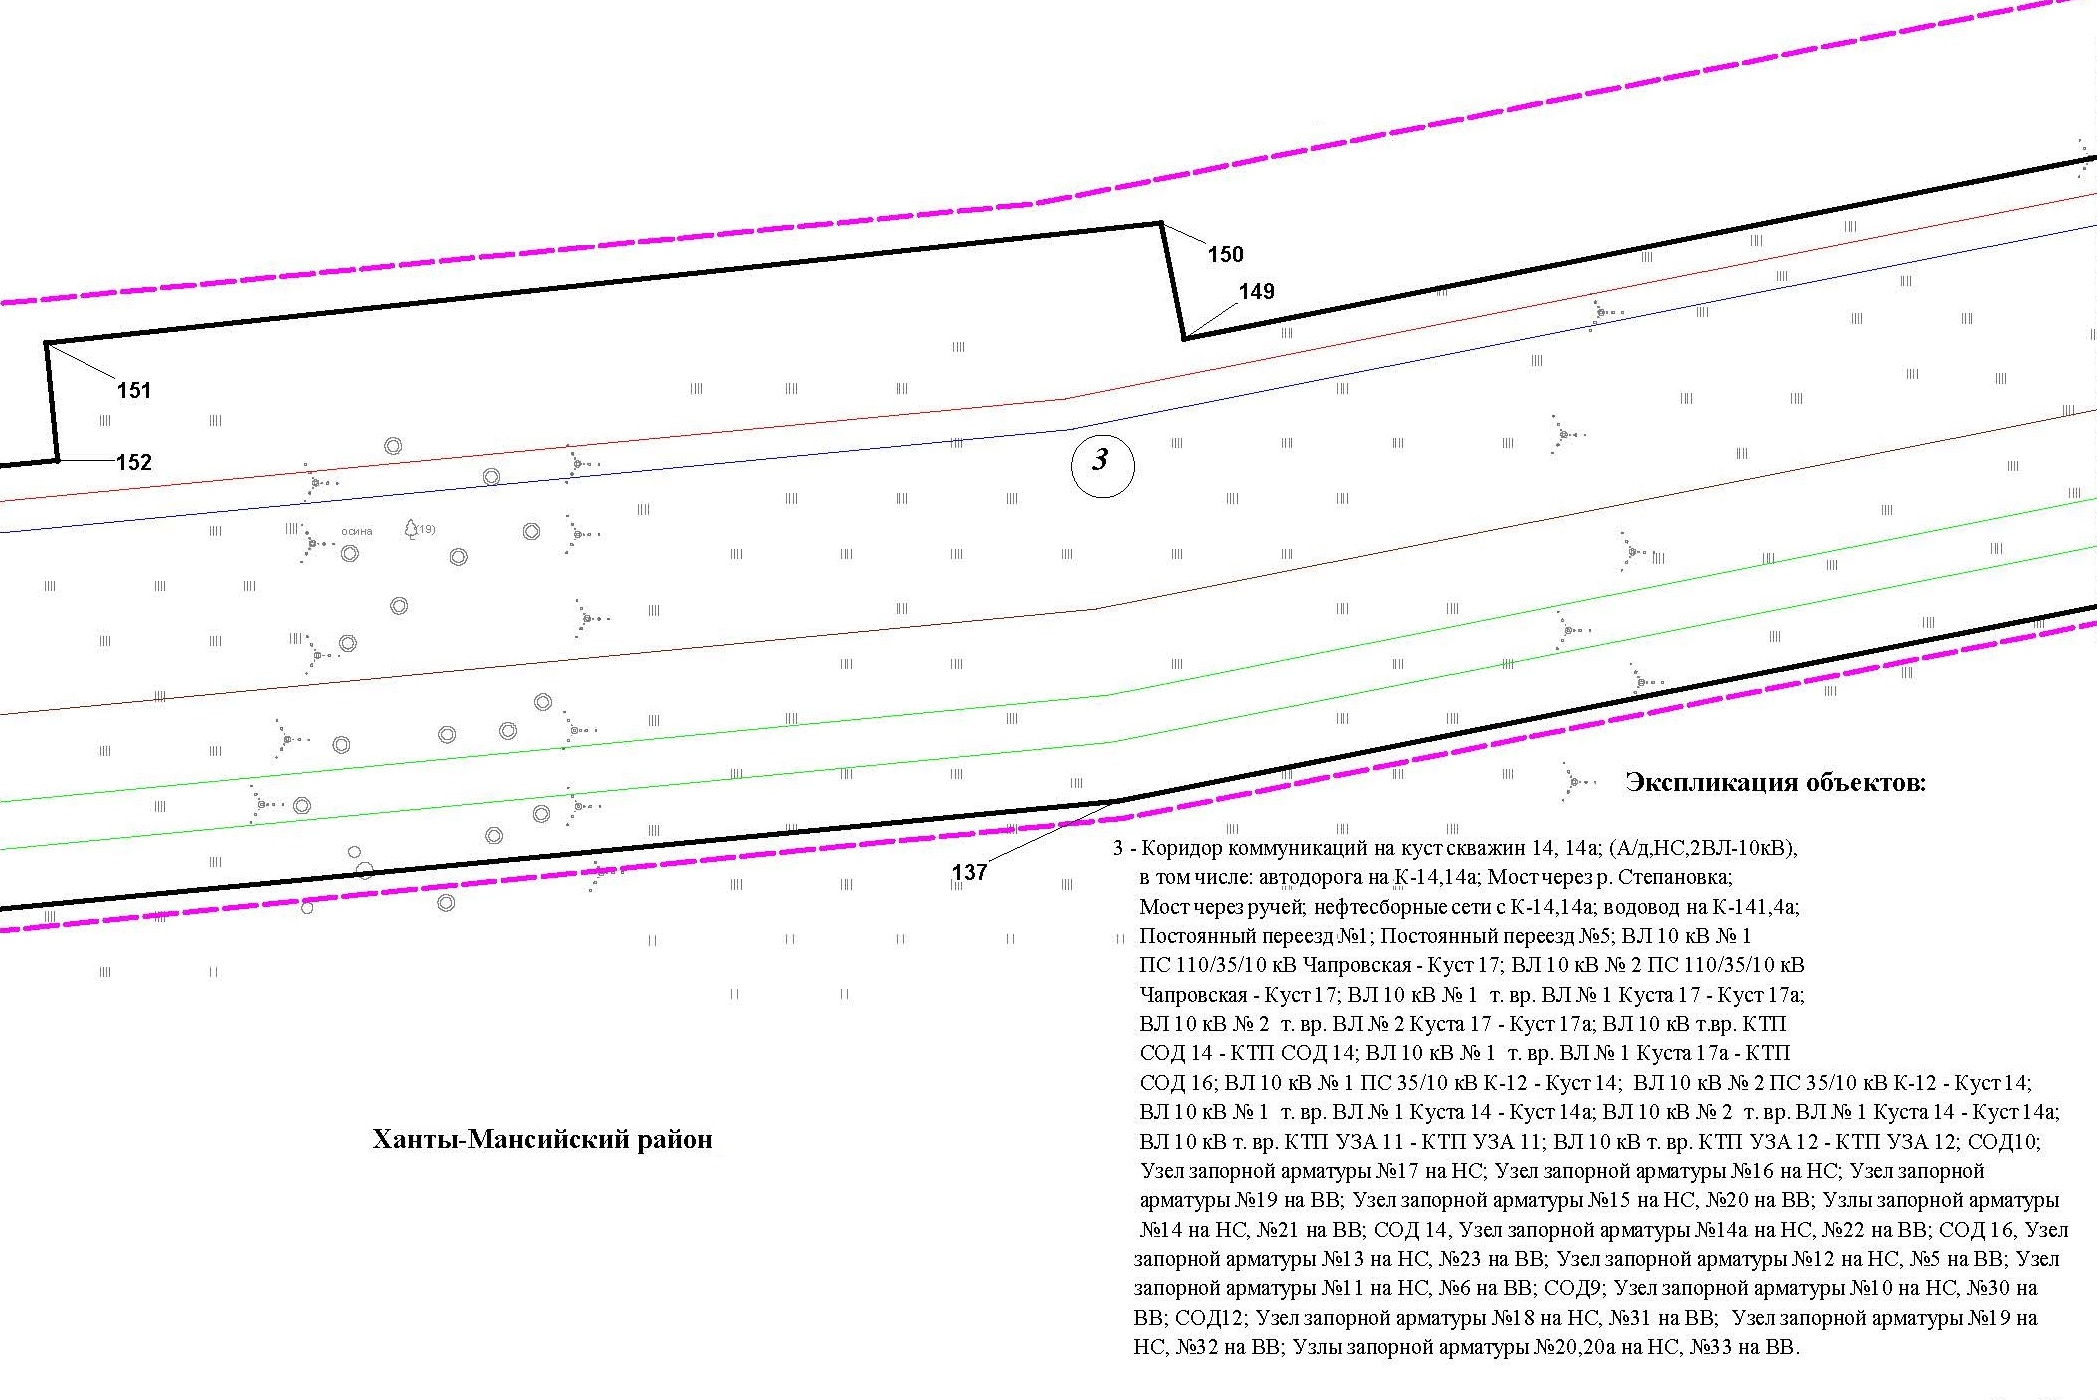 150
149
151
152
3
осина
(19)
Экспликация объектов:
137
3 - Коридор коммуникаций на куст скважин 14, 14а; (А/д,НС,2ВЛ-10кВ),
в том числе: автодорога на К-14,14а; Мост через р. Степановка;
Мост через ручей; нефтесборные сети с К-14,14а; водовод на К-141,4а;
Постоянный переезд №1; Постоянный переезд №5; ВЛ 10 кВ № 1
ПС 110/35/10 кВ Чапровская - Куст 17; ВЛ 10 кВ № 2 ПС 110/35/10 кВ
Чапровская - Куст 17; ВЛ 10 кВ № 1 т. вр. ВЛ № 1 Куста 17 - Куст 17а;
ВЛ 10 кВ № 2 т. вр. ВЛ № 2 Куста 17 - Куст 17а; ВЛ 10 кВ т.вр. КТП
СОД 14 - КТП СОД 14; ВЛ 10 кВ № 1 т. вр. ВЛ № 1 Куста 17а - КТП
СОД 16; ВЛ 10 кВ № 1 ПС 35/10 кВ К-12 - Куст 14; ВЛ 10 кВ № 2 ПС 35/10 кВ К-12 - Куст 14;
ВЛ 10 кВ № 1 т. вр. ВЛ № 1 Куста 14 - Куст 14а; ВЛ 10 кВ № 2 т. вр. ВЛ № 1 Куста 14 - Куст 14а;
ВЛ 10 кВ т. вр. КТП УЗА 11 - КТП УЗА 11; ВЛ 10 кВ т. вр. КТП УЗА 12 - КТП УЗА 12; СОД10;
Узел запорной арматуры №17 на НС; Узел запорной арматуры №16 на НС; Узел запорной
арматуры №19 на ВВ; Узел запорной арматуры №15 на НС, №20 на ВВ; Узлы запорной арматуры
№14 на НС, №21 на ВВ; СОД 14, Узел запорной арматуры №14а на НС, №22 на ВВ; СОД 16, Узел
запорной арматуры №13 на НС, №23 на ВВ; Узел запорной арматуры №12 на НС, №5 на ВВ; Узел
запорной арматуры №11 на НС, №6 на ВВ; СОД9; Узел запорной арматуры №10 на НС, №30 на
ВВ; СОД12; Узел запорной арматуры №18 на НС, №31 на ВВ; Узел запорной арматуры №19 на
НС, №32 на ВВ; Узлы запорной арматуры №20,20а на НС, №33 на ВВ.
Ханты-Мансийский район